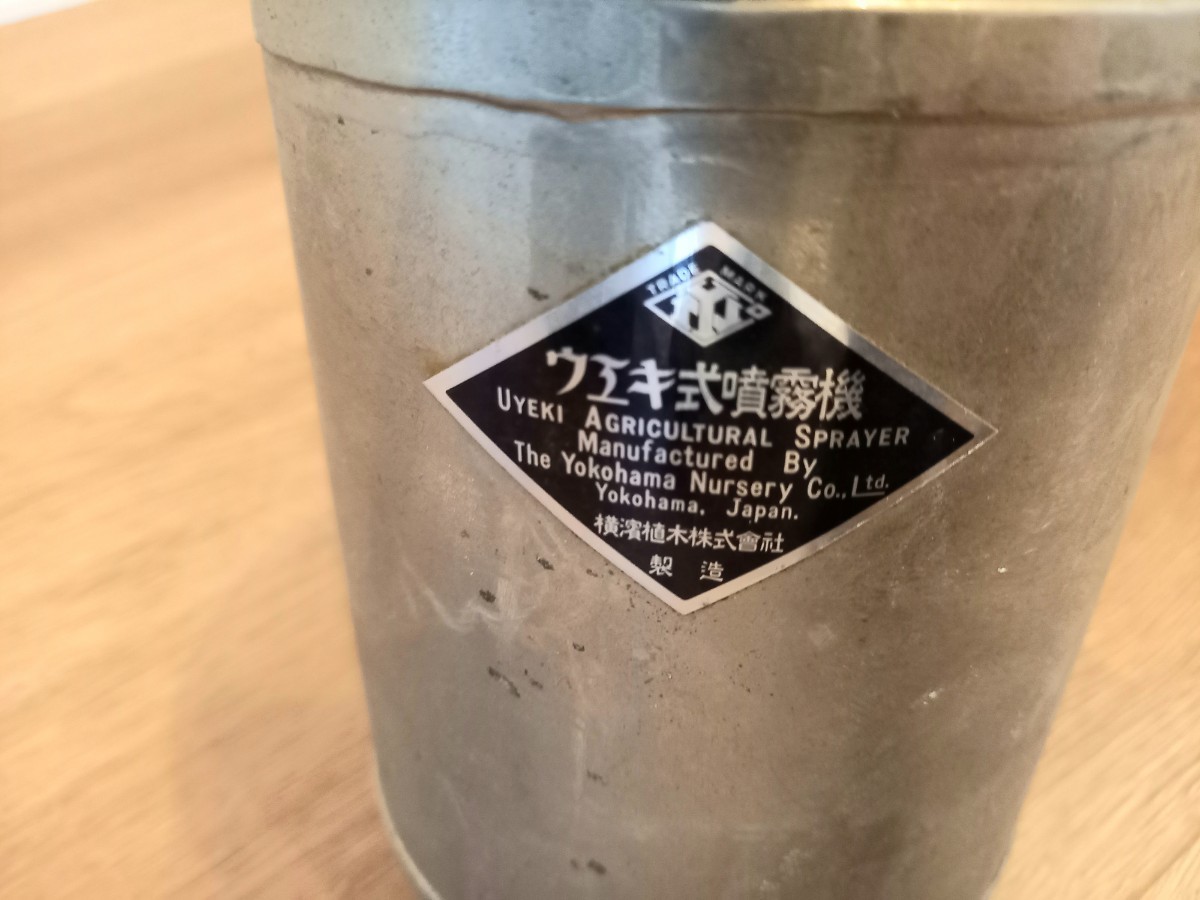 TRADE MARK
ウエキ式噴霧機
UYEKI AGRICULTURAL SPRAYER
Manufactured By
The Yokohama Nursery Co., Ltd.
Yokohama, Japan.
横濱植木株式會社
製造